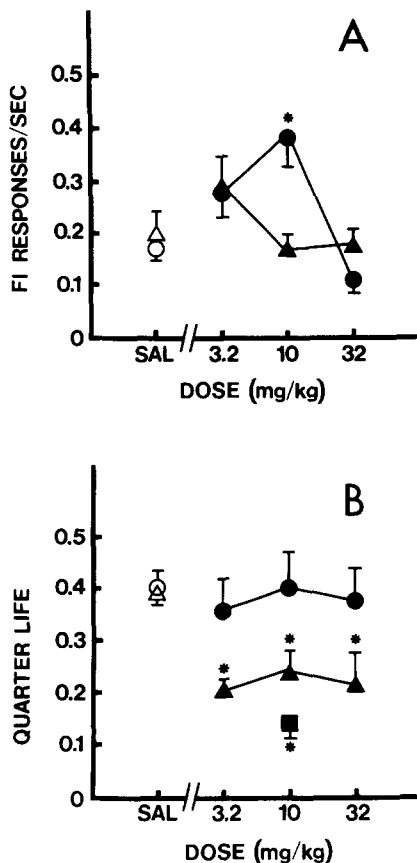 A
FI RESPONSES/SEC
0.5
0.4
0.3
0.2
0.1
0
*
SAL // 3.2 10 32
DOSE (mg/kg)
B
QUARTER LIFE
0.5
0.4
0.3
0.2
0.1
0
* * *
*
SAL // 3.2 10 32
DOSE (mg/kg)